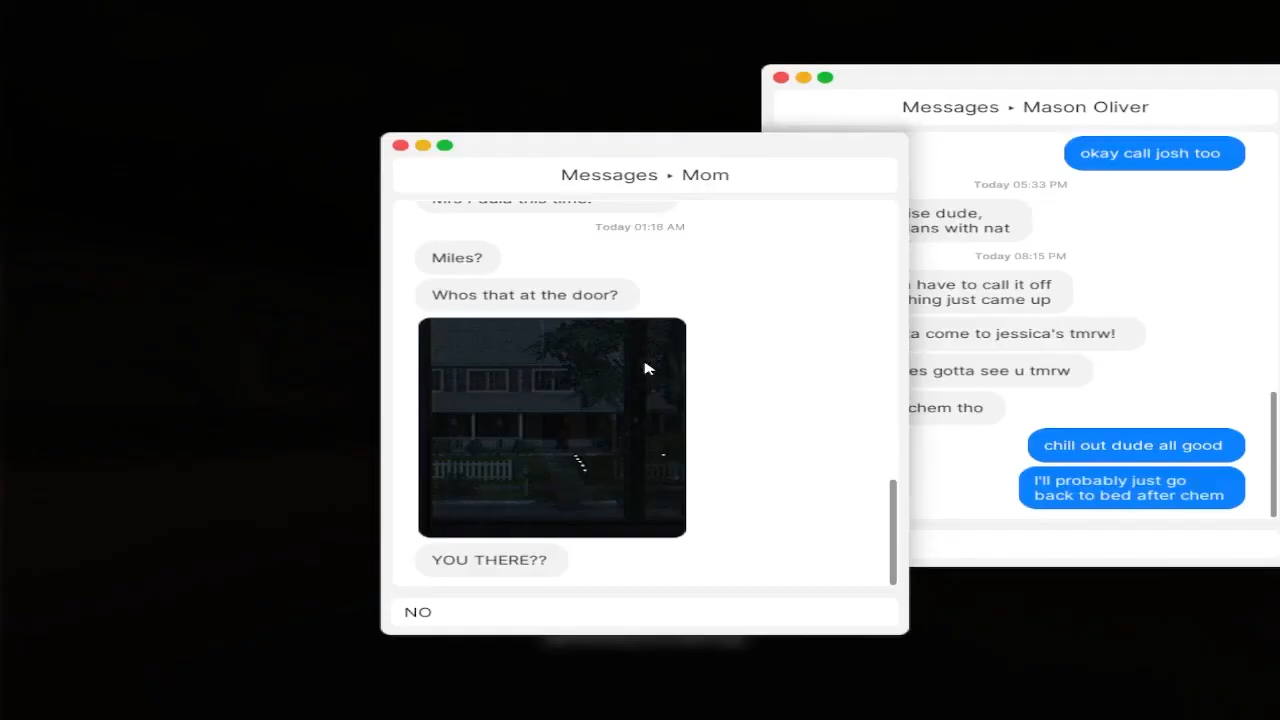 Messages ▸ Mason Oliver
okay call josh too
Today 05:33 PM
ise dude,
ans with nat
Today 08:15 PM
have to call it off
hing just came up
a come to jessica's tmrw!
es gotta see u tmrw
chem tho
chill out dude all good
I'll probably just go
back to bed after chem
Messages ▸ Mom
this time.
Today 01:18 AM
Miles?
Whos that at the door?
YOU THERE??
NO